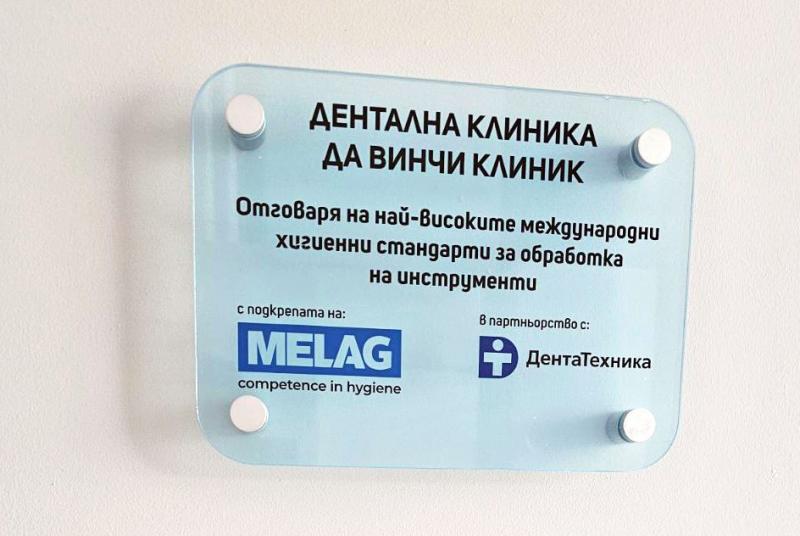 ДЕНТАЛНА КЛИНИКА
ДА ВИНЧИ КЛИНИК
Отговаря на най-високите международни
хигиенни стандарти за обработка
на инструменти
с подкрепата на:
MELAG
competence in hygiene
в партньорство с:
ДентаТехника